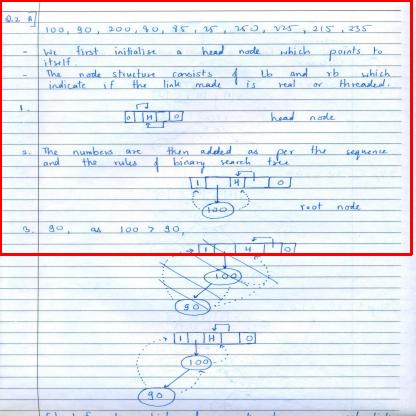 Q.2 A]
100, 90, 200, 80, 85, 25, 250, 225, 215, 235
- We first initialise a head node which points to
itself.
- The node structure consists of lb and rb which
indicate if the link made is real or threaded.
1.
0 H 0 head node
2. The numbers are then added as per the sequence
and the rules of binary search tree
1 H 0
100 root node
3. 90, as 100 > 90,
1 H 0
100
90
1 H 0
100
90